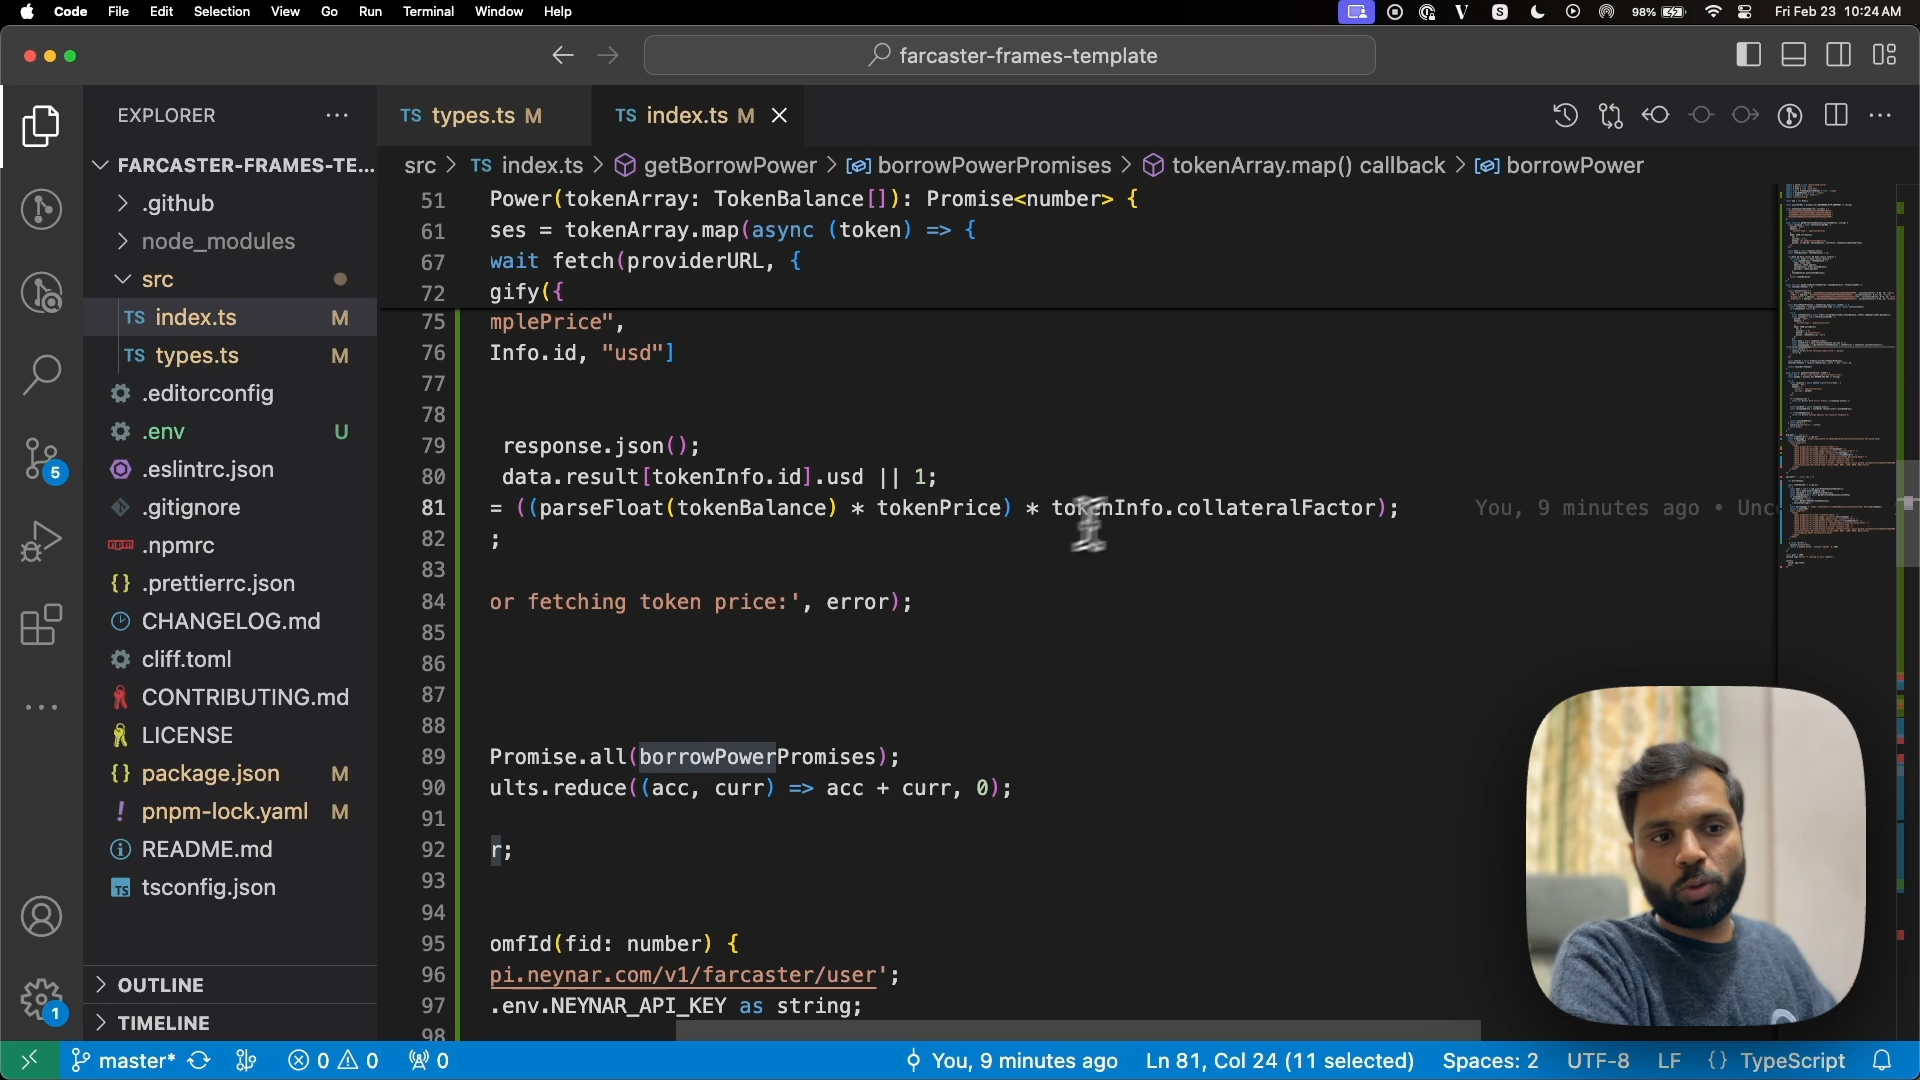 Code File Edit Selection View Go Run Terminal Window Help
98% Fri Feb 23 10:24 AM
farcaster-frames-template
EXPLORER
TS types.ts M
TS index.ts M
FARCASTER-FRAMES-TE...
src > TS index.ts > getBorrowPower > borrowPowerPromises > tokenArray.map() callback > borrowPower
.github
node_modules
src
TS index.ts M
TS types.ts M
.editorconfig
.env U
.eslintrc.json
.gitignore
.npmrc
.prettierrc.json
CHANGELOG.md
cliff.toml
CONTRIBUTING.md
LICENSE
package.json M
pnpm-lock.yaml M
README.md
tsconfig.json
OUTLINE
TIMELINE
5
1
51 Power(tokenArray: TokenBalance[]): Promise<number> {
61 ses = tokenArray.map(async (token) => {
67 wait fetch(providerURL, {
72 gify({
75 mplePrice",
76 Info.id, "usd"]
77
78
79 response.json();
80 data.result[tokenInfo.id].usd || 1;
81 = ((parseFloat(tokenBalance) * tokenPrice) * tokenInfo.collateralFactor); You, 9 minutes ago • Unc
82 ;
83
84 or fetching token price:', error);
85
86
87
88
89 Promise.all(borrowPowerPromises);
90 ults.reduce((acc, curr) => acc + curr, 0);
91
92 r;
93
94
95 omfId(fid: number) {
96 pi.neynar.com/v1/farcaster/user';
97 .env.NEYNAR_API_KEY as string;
98
master* 0 0 0 You, 9 minutes ago Ln 81, Col 24 (11 selected) Spaces: 2 UTF-8 LF {} TypeScript